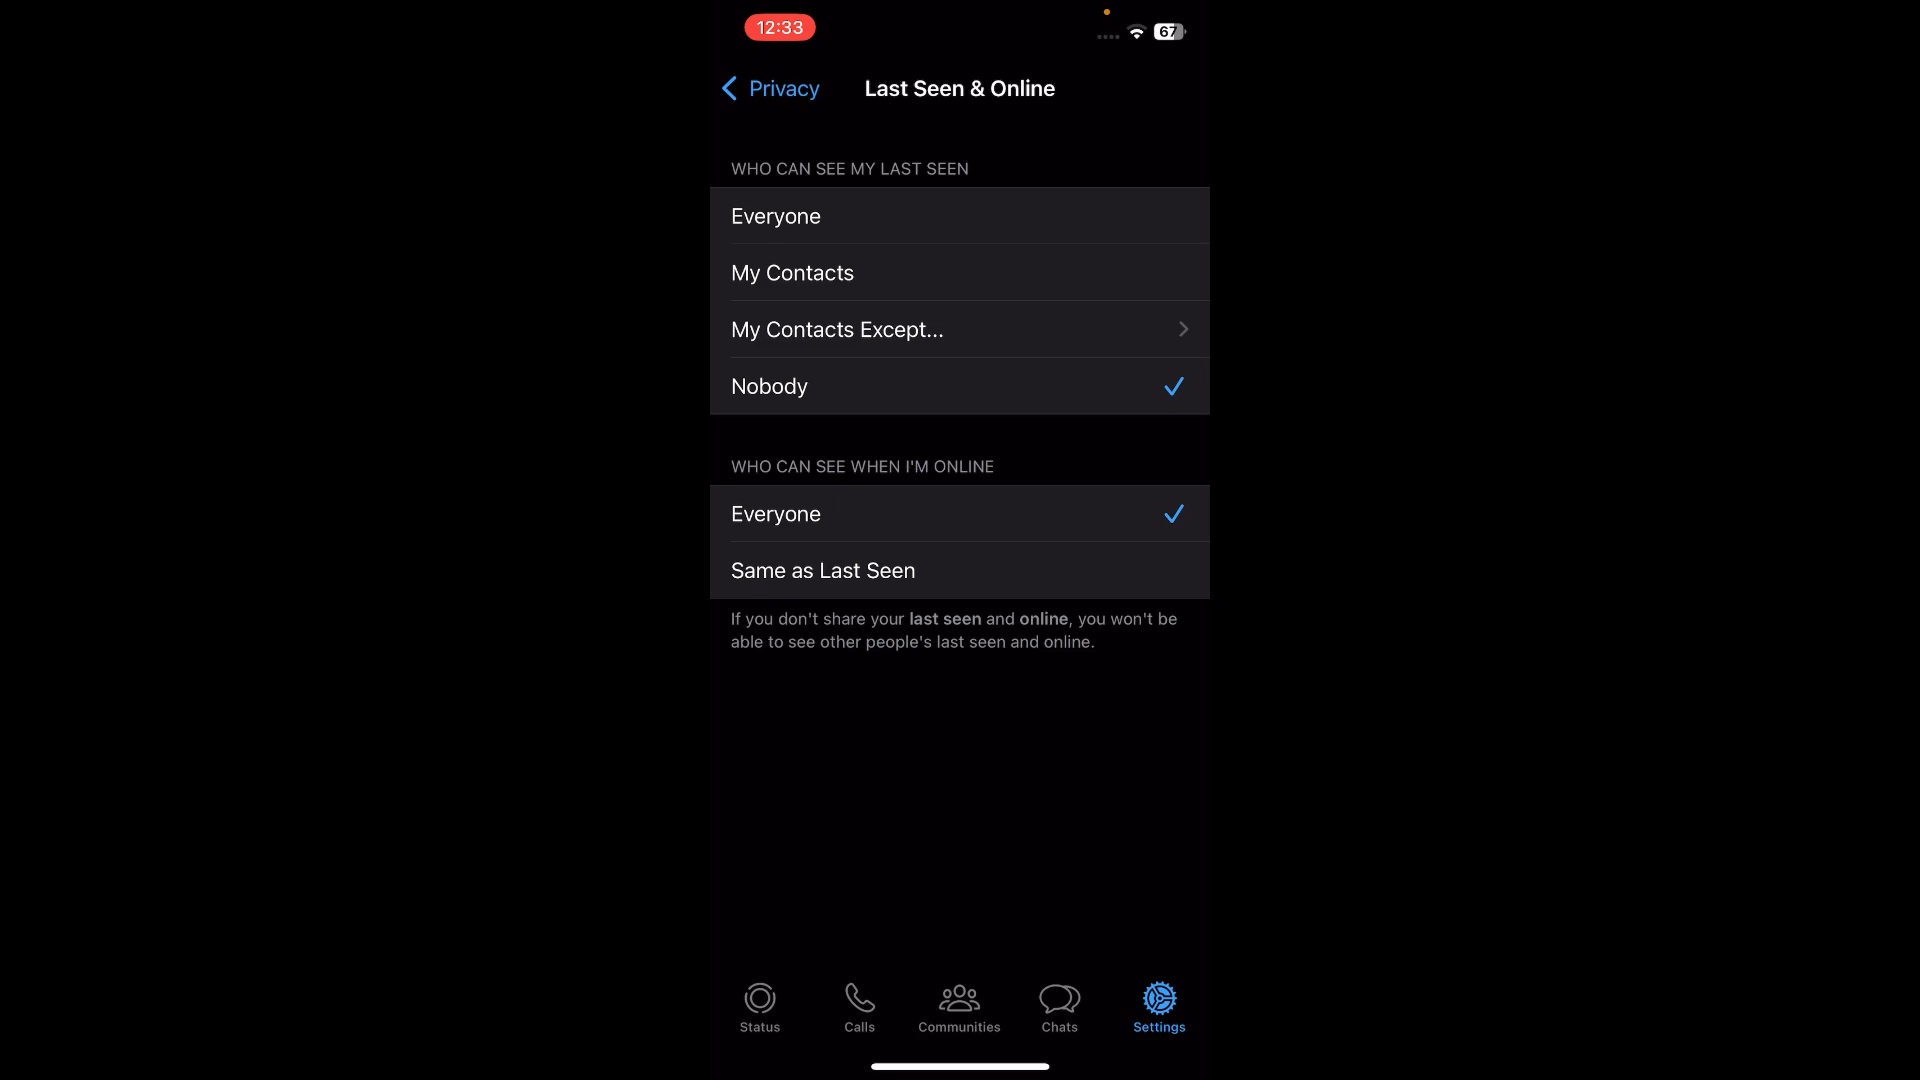 12:33
67
Privacy
Last Seen & Online
WHO CAN SEE MY LAST SEEN
Everyone
My Contacts
My Contacts Except...
Nobody
WHO CAN SEE WHEN I'M ONLINE
Everyone
Same as Last Seen
If you don't share your last seen and online, you won't be
able to see other people's last seen and online.
Status
Calls
Communities
Chats
Settings